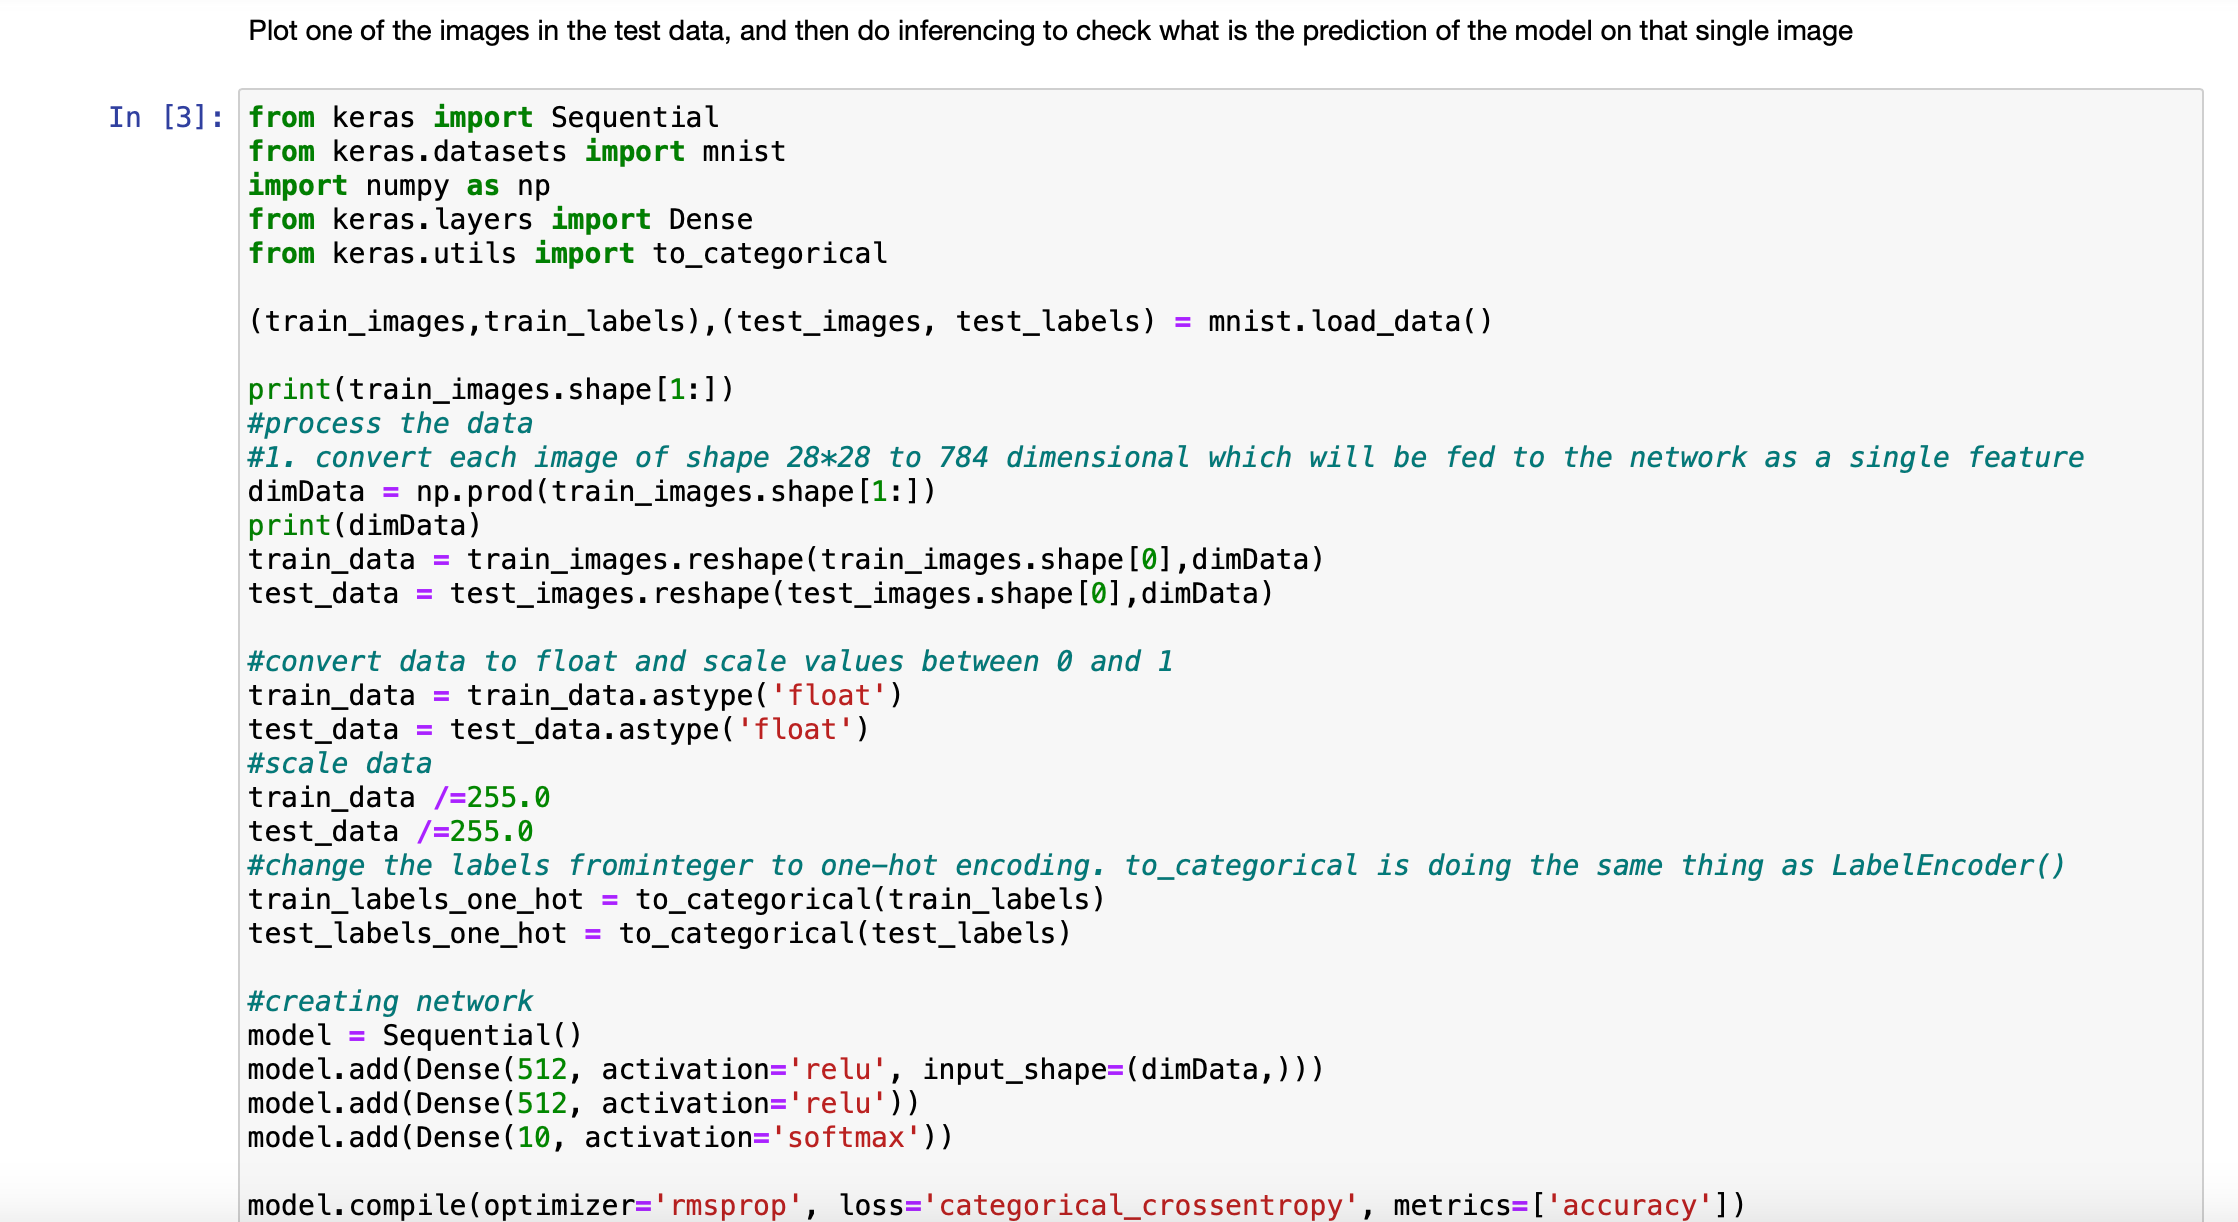 Plot one of the images in the test data, and then do inferencing to check what is the prediction of the model on that single image
In [3]:
from keras import Sequential
from keras.datasets import mnist
import numpy as np
from keras.layers import Dense
from keras.utils import to_categorical
(train_images,train_labels),(test_images, test_labels) = mnist.load_data()
print(train_images.shape[1:])
#process the data
#1. convert each image of shape 28*28 to 784 dimensional which will be fed to the network as a single feature
dimData = np.prod(train_images.shape[1:])
print(dimData)
train_data = train_images.reshape(train_images.shape[0],dimData)
test_data = test_images.reshape(test_images.shape[0],dimData)
#convert data to float and scale values between 0 and 1
train_data = train_data.astype('float')
test_data = test_data.astype('float')
#scale data
train_data /=255.0
test_data /=255.0
#change the labels frominteger to one-hot encoding. to_categorical is doing the same thing as LabelEncoder()
train_labels_one_hot = to_categorical(train_labels)
test_labels_one_hot = to_categorical(test_labels)
#creating network
model = Sequential()
model.add(Dense(512, activation='relu', input_shape=(dimData,)))
model.add(Dense(512, activation='relu'))
model.add(Dense(10, activation='softmax'))
model.compile(optimizer='rmsprop', loss='categorical_crossentropy', metrics=['accuracy'])